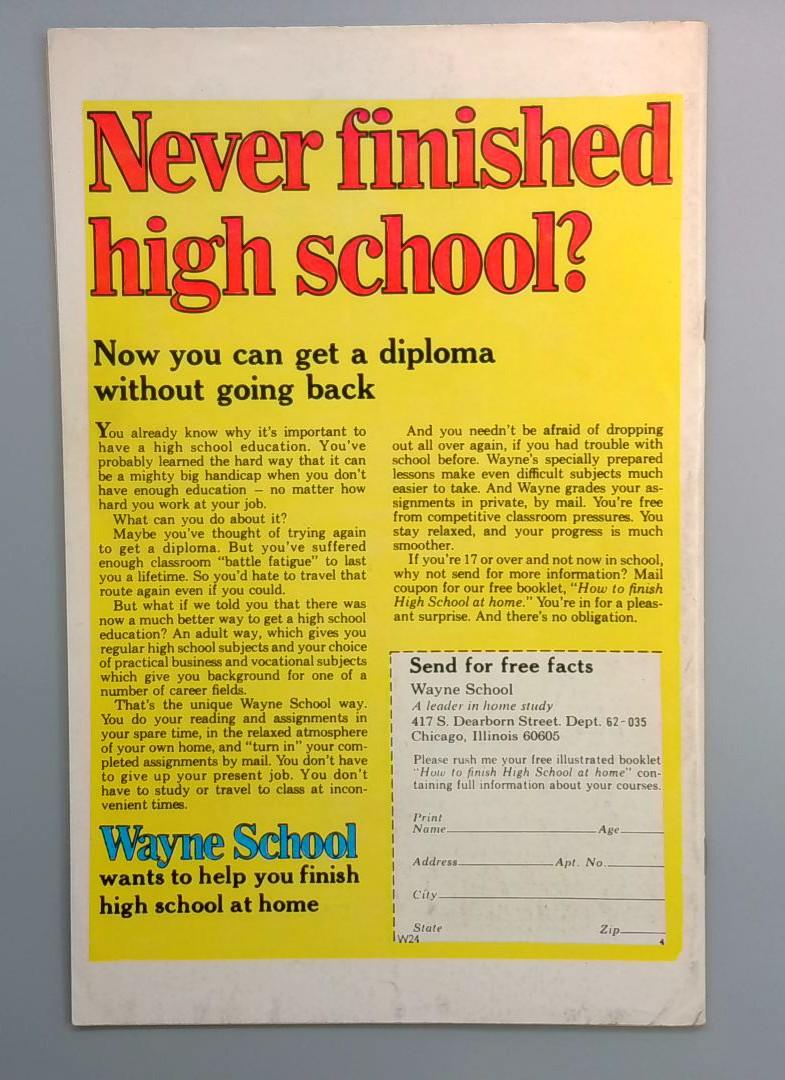 Never finished
high school?
Now you can get a diploma
without going back
You already know why it's important to
have a high school education. You've
probably learned the hard way that it can
be a mighty big handicap when you don't
have enough education — no matter how
hard you work at your job.
What can you do about it?
Maybe you've thought of trying again
to get a diploma. But you've suffered
enough classroom "battle fatigue" to last
you a lifetime. So you'd hate to travel that
route again even if you could.
But what if we told you that there was
now a much better way to get a high school
education? An adult way, which gives you
regular high school subjects and your choice
of practical business and vocational subjects
which give you background for one of a
number of career fields.
That's the unique Wayne School way.
You do your reading and assignments in
your spare time, in the relaxed atmosphere
of your own home, and "turn in" your com-
pleted assignments by mail. You don't have
to give up your present job. You don't
have to study or travel to class at incon-
venient times.
Wayne School
wants to help you finish
high school at home
And you needn't be afraid of dropping
out all over again, if you had trouble with
school before. Wayne's specially prepared
lessons make even difficult subjects much
easier to take. And Wayne grades your as-
signments in private, by mail. You're free
from competitive classroom pressures. You
stay relaxed, and your progress is much
smoother.
If you're 17 or over and not now in school,
why not send for more information? Mail
coupon for our free booklet, "How to finish
High School at home." You're in for a pleas-
ant surprise. And there's no obligation.
Send for free facts
Wayne School
A leader in home study
417 S. Dearborn Street. Dept. 62-035
Chicago, Illinois 60605
Please rush me your free illustrated booklet
"How to finish High School at home" con-
taining full information about your courses.
Print
Name Age
Address Apt. No.
City
State Zip
W24 4